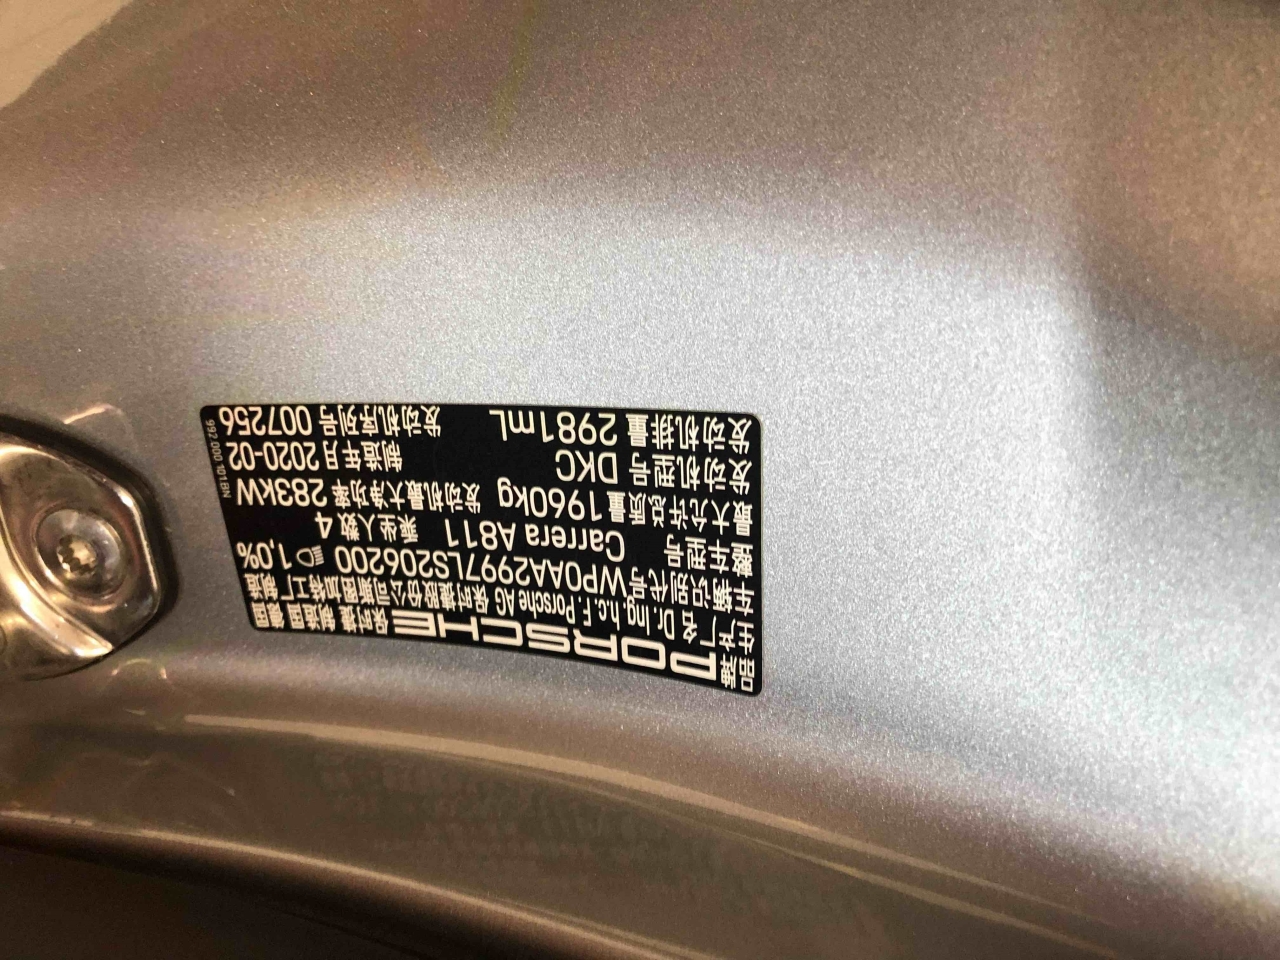 品牌 PORSCHE 保时捷 制造国 德国
生产厂名 Dr. Ing. h.c. F. Porsche AG 保时捷股份公司斯图加特工厂制造
车辆识别代号 WP0AA2997LS206200 1,0%
整车型号 Carrera A811 乘坐人数 4
最大允许总质量 1960kg 发动机最大净功率 283KW
发动机型号 DKC 制造年月 2020-02
发动机排量 2981mL 发动机序列号 007256
992 000 101BN